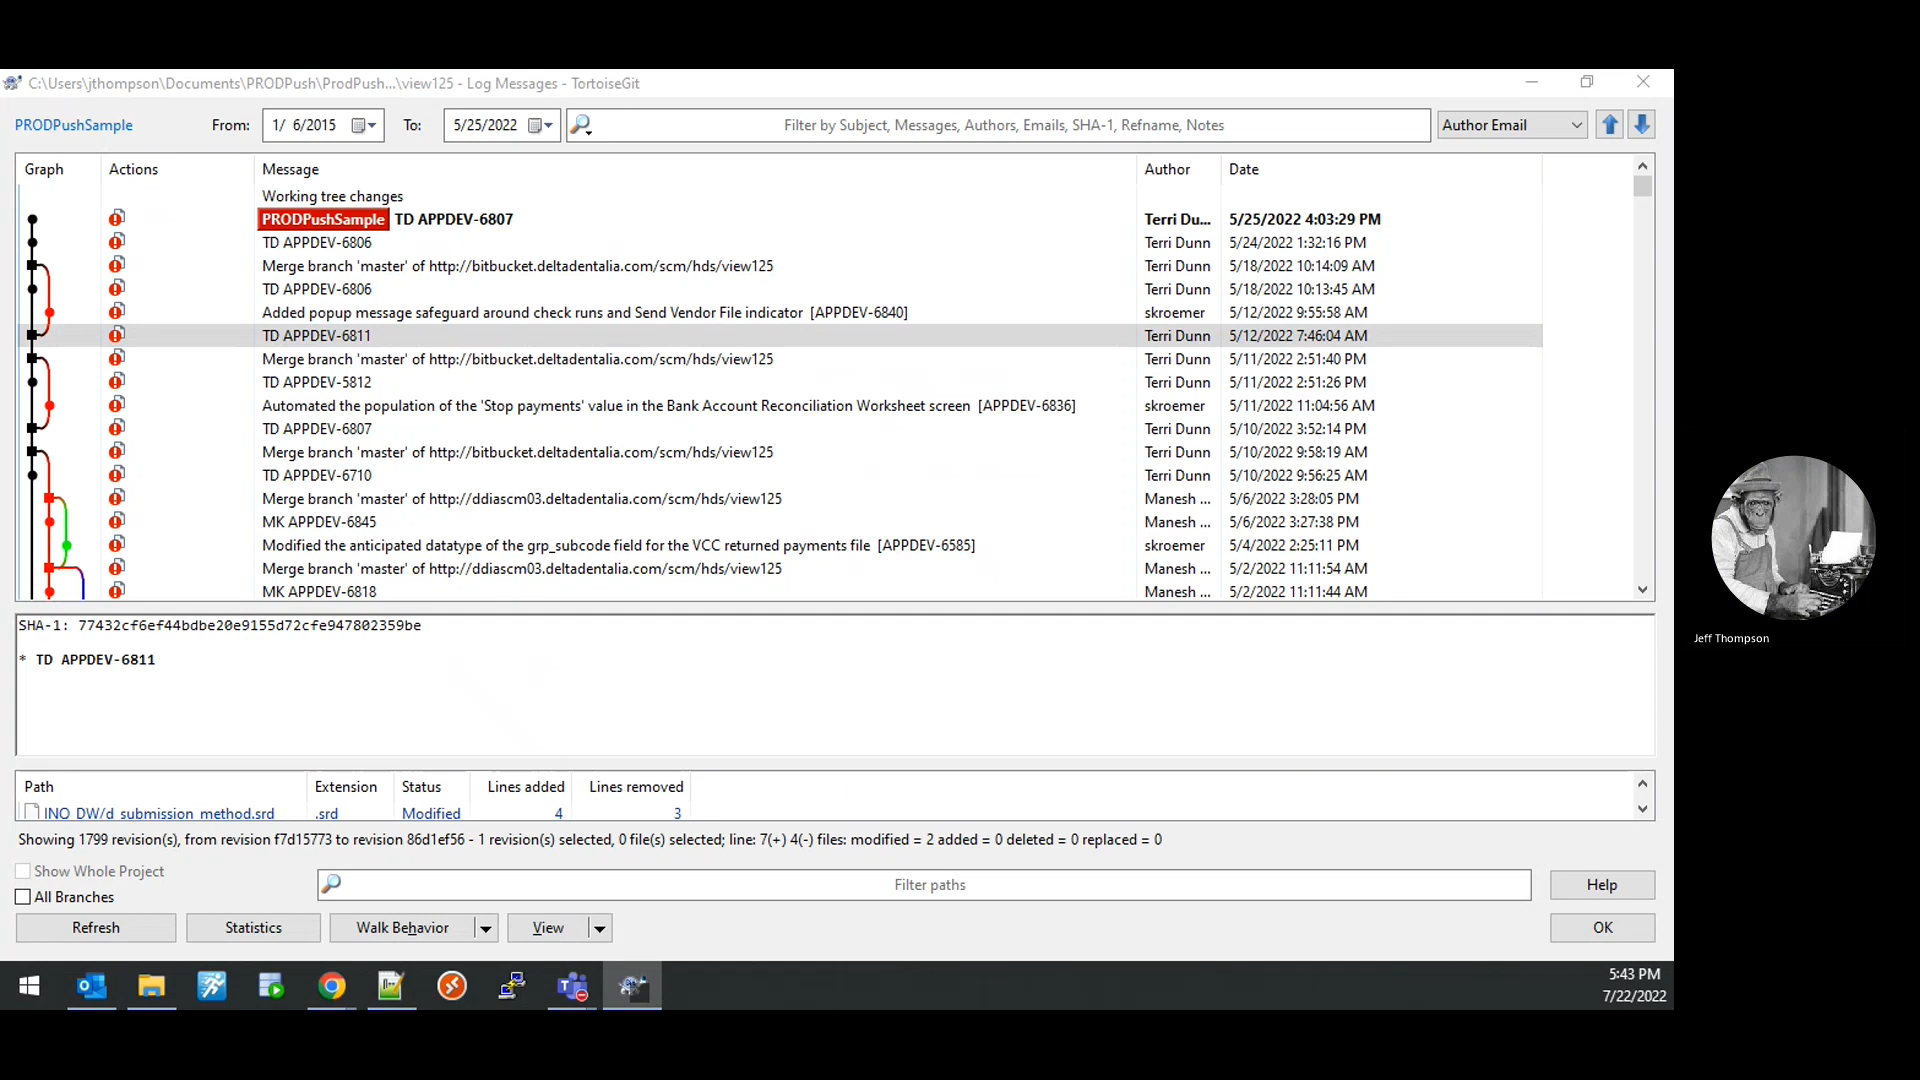 C:\Users\jthompson\Documents\PRODPush\ProdPush...\view125 - Log Messages - TortoiseGit
PRODPushSample From: 1/ 6/2015 To: 5/25/2022 Filter by Subject, Messages, Authors, Emails, SHA-1, Refname, Notes Author Email
Graph Actions Message Author Date
Working tree changes
PRODPushSample TD APPDEV-6807 Terri Du... 5/25/2022 4:03:29 PM
TD APPDEV-6806 Terri Dunn 5/24/2022 1:32:16 PM
Merge branch 'master' of http://bitbucket.deltadentalia.com/scm/hds/view125 Terri Dunn 5/18/2022 10:14:09 AM
TD APPDEV-6806 Terri Dunn 5/18/2022 10:13:45 AM
Added popup message safeguard around check runs and Send Vendor File indicator [APPDEV-6840] skroemer 5/12/2022 9:55:58 AM
TD APPDEV-6811 Terri Dunn 5/12/2022 7:46:04 AM
Merge branch 'master' of http://bitbucket.deltadentalia.com/scm/hds/view125 Terri Dunn 5/11/2022 2:51:40 PM
TD APPDEV-5812 Terri Dunn 5/11/2022 2:51:26 PM
Automated the population of the 'Stop payments' value in the Bank Account Reconciliation Worksheet screen [APPDEV-6836] skroemer 5/11/2022 11:04:56 AM
TD APPDEV-6807 Terri Dunn 5/10/2022 3:52:14 PM
Merge branch 'master' of http://bitbucket.deltadentalia.com/scm/hds/view125 Terri Dunn 5/10/2022 9:58:19 AM
TD APPDEV-6710 Terri Dunn 5/10/2022 9:56:25 AM
Merge branch 'master' of http://ddiascm03.deltadentalia.com/scm/hds/view125 Manesh ... 5/6/2022 3:28:05 PM
MK APPDEV-6845 Manesh ... 5/6/2022 3:27:38 PM
Modified the anticipated datatype of the grp_subcode field for the VCC returned payments file [APPDEV-6585] skroemer 5/4/2022 2:25:11 PM
Merge branch 'master' of http://ddiascm03.deltadentalia.com/scm/hds/view125 Manesh ... 5/2/2022 11:11:54 AM
MK APPDEV-6818 Manesh ... 5/2/2022 11:11:44 AM
SHA-1: 77432cf6ef44bdbe20e9155d72cfe947802359be
* TD APPDEV-6811
Path Extension Status Lines added Lines removed
INO_DW/d_submission_method.srd .srd Modified 4 3
Showing 1799 revision(s), from revision f7d15773 to revision 86d1ef56 - 1 revision(s) selected, 0 file(s) selected; line: 7(+) 4(-) files: modified = 2 added = 0 deleted = 0 replaced = 0
Show Whole Project
All Branches Filter paths Help
Refresh Statistics Walk Behavior View OK
5:43 PM
7/22/2022
Jeff Thompson